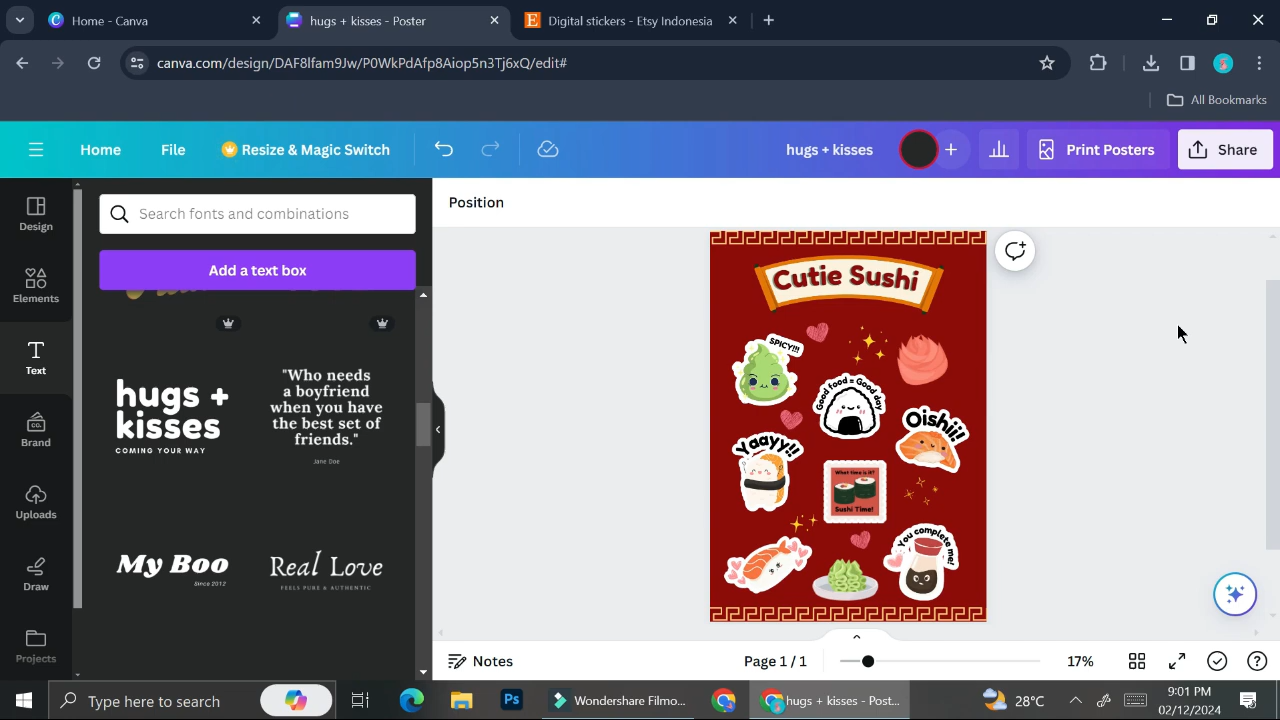 Home - Canva
hugs + kisses - Poster
Digital stickers - Etsy Indonesia
canva.com/design/DAF8lfam9Jw/P0WkPdAfp8Aiop5n3Tj6xQ/edit#
All Bookmarks
Home
File
Resize & Magic Switch
hugs + kisses
Print Posters
Share
Design
Elements
Text
Brand
Uploads
Draw
Projects
Search fonts and combinations
Add a text box
hugs +
kisses
COMING YOUR WAY
"Who needs
a boyfriend
when you have
the best set of
friends."
Jane Doe
My Boo
Since 2012
Real Love
FEELS PURE & AUTHENTIC
Position
Cutie Sushi
SPICY!!!
Good food = Good day
Oishii!
Yaayy!!
What time is it?
Sushi Time!
You complete me!
Notes
Page 1 / 1
17%
Type here to search
Wondershare Filmo...
hugs + kisses - Post...
28°C
9:01 PM
02/12/2024